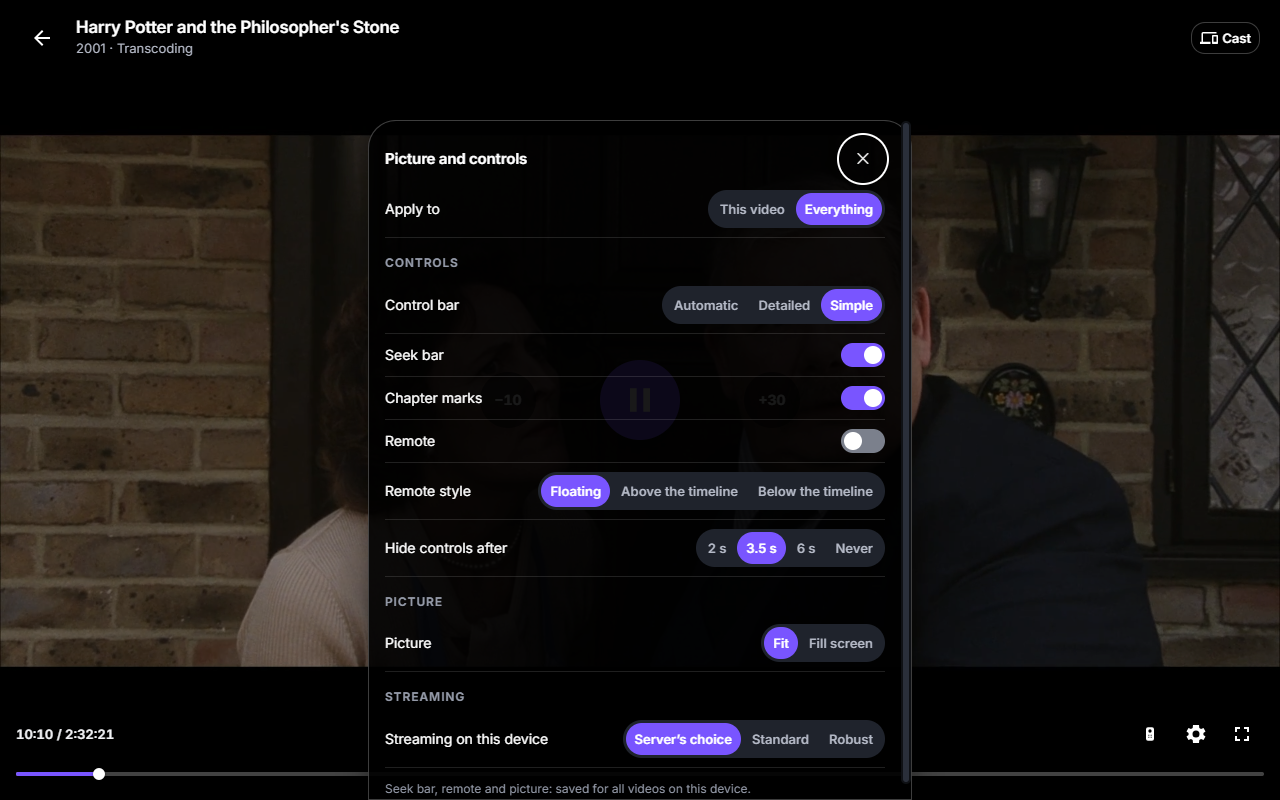 Harry Potter and the Philosopher's Stone
2001 · Transcoding
Cast
Picture and controls
Apply to
This video
Everything
CONTROLS
Control bar
Automatic
Detailed
Simple
Seek bar
Chapter marks
−10
+30
Remote
Remote style
Floating
Above the timeline
Below the timeline
Hide controls after
2 s
3.5 s
6 s
Never
PICTURE
Picture
Fit
Fill screen
STREAMING
10:10 / 2:32:21
Streaming on this device
Server's choice
Standard
Robust
Seek bar, remote and picture: saved for all videos on this device.